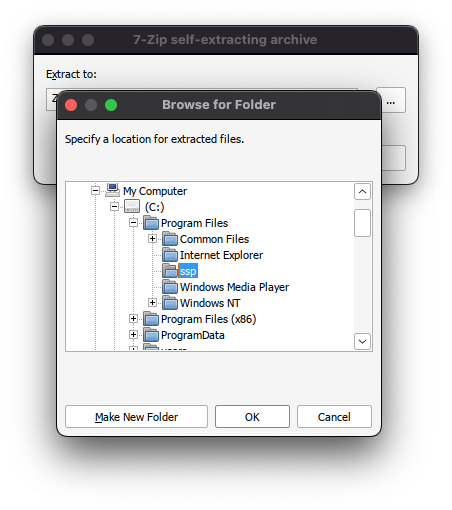 7-Zip self-extracting archive
Extract to:
Z
...
Browse for Folder
Specify a location for extracted files.
My Computer
(C:)
Program Files
Common Files
Internet Explorer
ssp
Windows Media Player
Windows NT
Program Files (x86)
ProgramData
users
Make New Folder
OK
Cancel